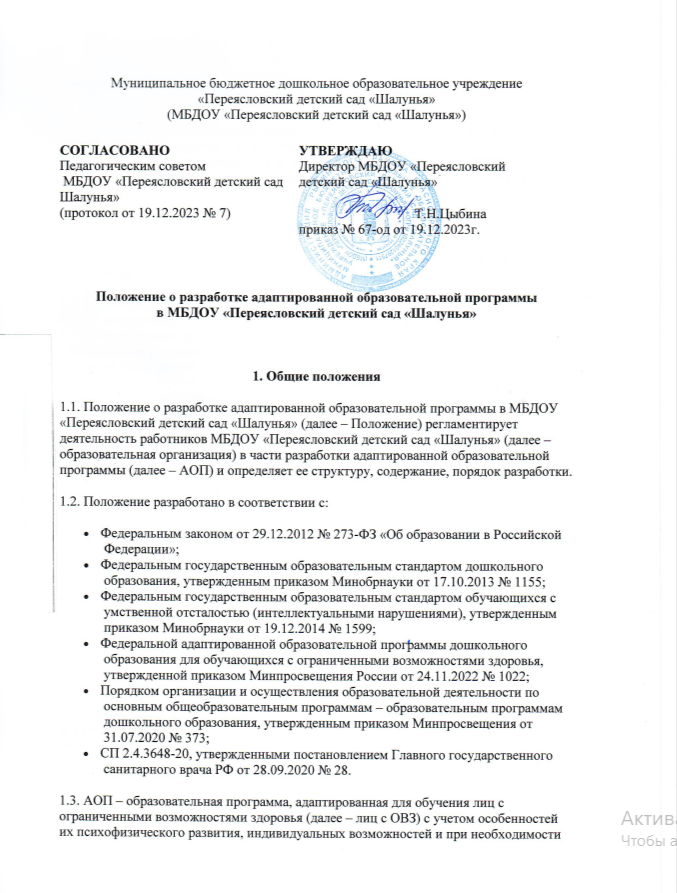 Муниципальное бюджетное дошкольное образовательное учреждение
«Переясловский детский сад «Шалунья»
(МБДОУ «Переясловский детский сад «Шалунья»)
СОГЛАСОВАНО
Педагогическим советом
МБДОУ «Переясловский детский сад
Шалунья»
(протокол от 19.12.2023 № 7)
УТВЕРЖДАЮ
Директор МБДОУ «Переясловский
детский сад «Шалунья»
Т.Н.Цыбина
приказ № 67-од от 19.12.2023г.
Положение о разработке адаптированной образовательной программы
в МБДОУ «Переясловский детский сад «Шалунья»
1. Общие положения
1.1. Положение о разработке адаптированной образовательной программы в МБДОУ
«Переясловский детский сад «Шалунья» (далее – Положение) регламентирует
деятельность работников МБДОУ «Переясловский детский сад «Шалунья» (далее –
образовательная организация) в части разработки адаптированной образовательной
программы (далее – АОП) и определяет ее структуру, содержание, порядок разработки.
1.2. Положение разработано в соответствии с:
• Федеральным законом от 29.12.2012 № 273-ФЗ «Об образовании в Российской
Федерации»;
• Федеральным государственным образовательным стандартом дошкольного
образования, утвержденным приказом Минобрнауки от 17.10.2013 № 1155;
• Федеральным государственным образовательным стандартом обучающихся с
умственной отсталостью (интеллектуальными нарушениями), утвержденным
приказом Минобрнауки от 19.12.2014 № 1599;
• Федеральной адаптированной образовательной программы дошкольного
образования для обучающихся с ограниченными возможностями здоровья,
утвержденной приказом Минпросвещения России от 24.11.2022 № 1022;
• Порядком организации и осуществления образовательной деятельности по
основным общеобразовательным программам – образовательным программам
дошкольного образования, утвержденным приказом Минпросвещения от
31.07.2020 № 373;
• СП 2.4.3648-20, утвержденными постановлением Главного государственного
санитарного врача РФ от 28.09.2020 № 28.
1.3. АОП – образовательная программа, адаптированная для обучения лиц с
ограниченными возможностями здоровья (далее – лиц с ОВЗ) с учетом особенностей
их психофизического развития, индивидуальных возможностей и при необходимости
Актива
Чтобы а